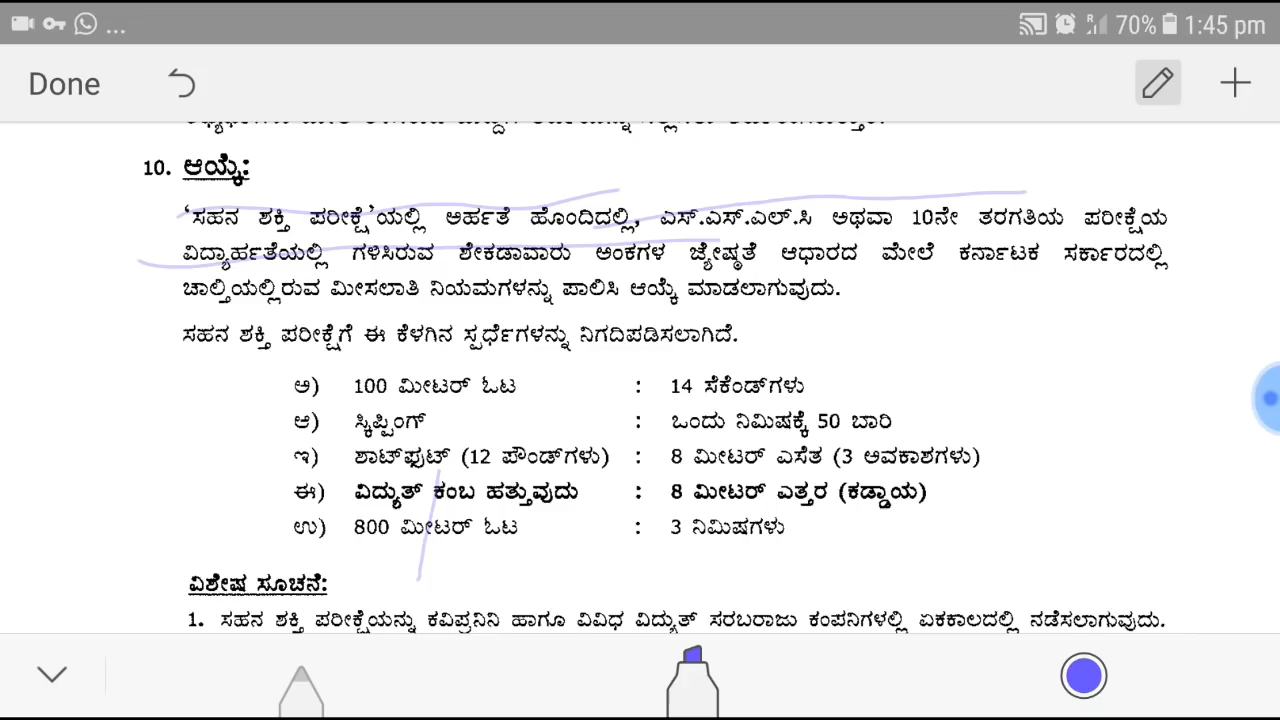 ... 70% 1:45 pm
Done
10. ಆಯ್ಕೆ:
'ಸಹನ ಶಕ್ತಿ ಪರೀಕ್ಷೆ'ಯಲ್ಲಿ ಅರ್ಹತೆ ಹೊಂದಿದಲ್ಲಿ, ಎಸ್.ಎಸ್.ಎಲ್.ಸಿ ಅಥವಾ 10ನೇ ತರಗತಿಯ ಪರೀಕ್ಷೆಯ
ವಿದ್ಯಾರ್ಹತೆಯಲ್ಲಿ ಗಳಿಸಿರುವ ಶೇಕಡಾವಾರು ಅಂಕಗಳ ಜ್ಯೇಷ್ಠತೆ ಆಧಾರದ ಮೇಲೆ ಕರ್ನಾಟಕ ಸರ್ಕಾರದಲ್ಲಿ
ಚಾಲ್ತಿಯಲ್ಲಿರುವ ಮೀಸಲಾತಿ ನಿಯಮಗಳನ್ನು ಪಾಲಿಸಿ ಆಯ್ಕೆ ಮಾಡಲಾಗುವುದು.
ಸಹನ ಶಕ್ತಿ ಪರೀಕ್ಷೆಗೆ ಈ ಕೆಳಗಿನ ಸ್ಪರ್ಧೆಗಳನ್ನು ನಿಗದಿಪಡಿಸಲಾಗಿದೆ.
ಅ) 100 ಮೀಟರ್ ಓಟ : 14 ಸೆಕೆಂಡ್‌ಗಳು
ಆ) ಸ್ಕಿಪ್ಪಿಂಗ್ : ಒಂದು ನಿಮಿಷಕ್ಕೆ 50 ಬಾರಿ
ಇ) ಶಾಟ್‌ಫುಟ್ (12 ಪೌಂಡ್‌ಗಳು) : 8 ಮೀಟರ್ ಎಸೆತ (3 ಅವಕಾಶಗಳು)
ಈ) ವಿದ್ಯುತ್ ಕಂಬ ಹತ್ತುವುದು : 8 ಮೀಟರ್ ಎತ್ತರ (ಕಡ್ಡಾಯ)
ಉ) 800 ಮೀಟರ್ ಓಟ : 3 ನಿಮಿಷಗಳು
ವಿಶೇಷ ಸೂಚನೆ:
1. ಸಹನ ಶಕ್ತಿ ಪರೀಕ್ಷೆಯನ್ನು ಕವಿಪ್ರನಿನಿ ಹಾಗೂ ವಿವಿಧ ವಿದ್ಯುತ್ ಸರಬರಾಜು ಕಂಪನಿಗಳಲ್ಲಿ ಏಕಕಾಲದಲ್ಲಿ ನಡೆಸಲಾಗುವುದು.